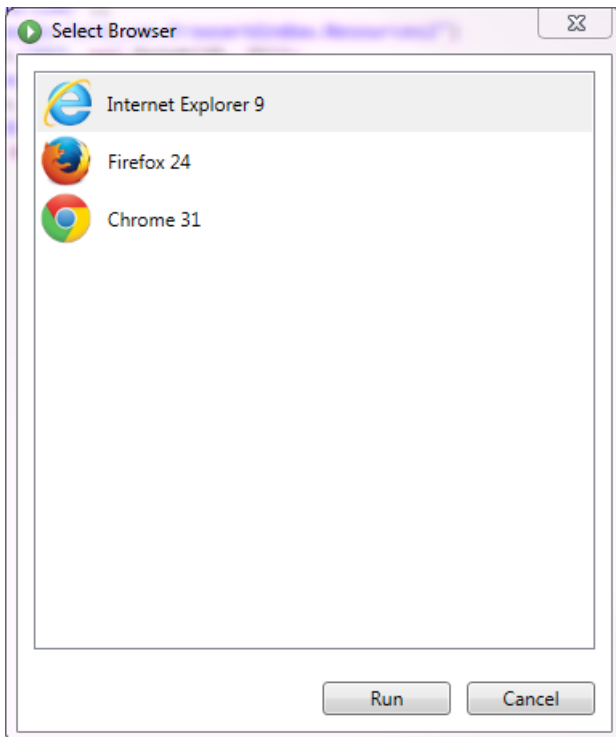 Select Browser
Internet Explorer 9
Firefox 24
Chrome 31
Run
Cancel